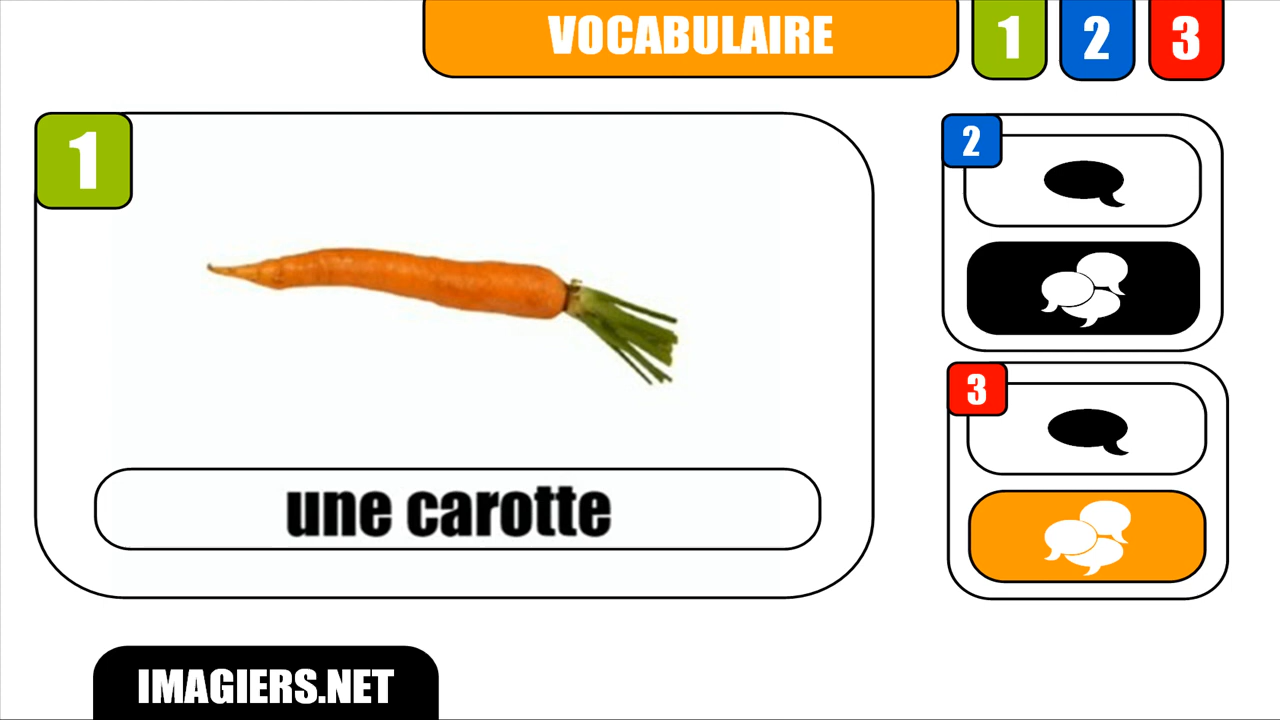 VOCABULAIRE 1 2 3
1
une carotte
2
3
IMAGIERS.NET